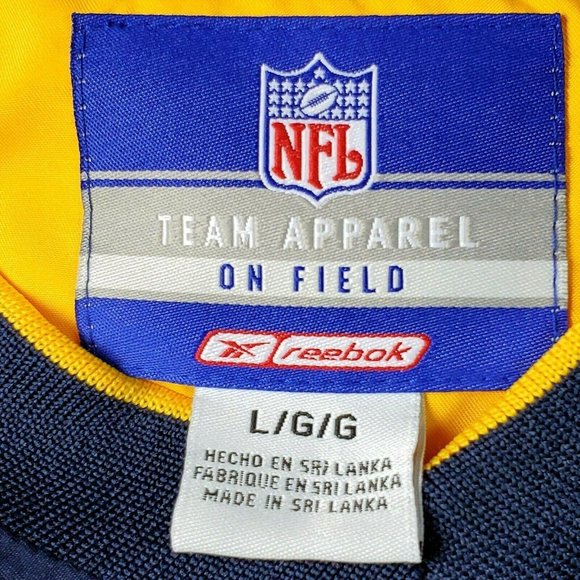 NFL
TEAM APPAREL
ON FIELD
reebok
L/G/G
HECHO EN SRI LANKA
FABRIQUE EN SRI LANKA
MADE IN SRI LANKA